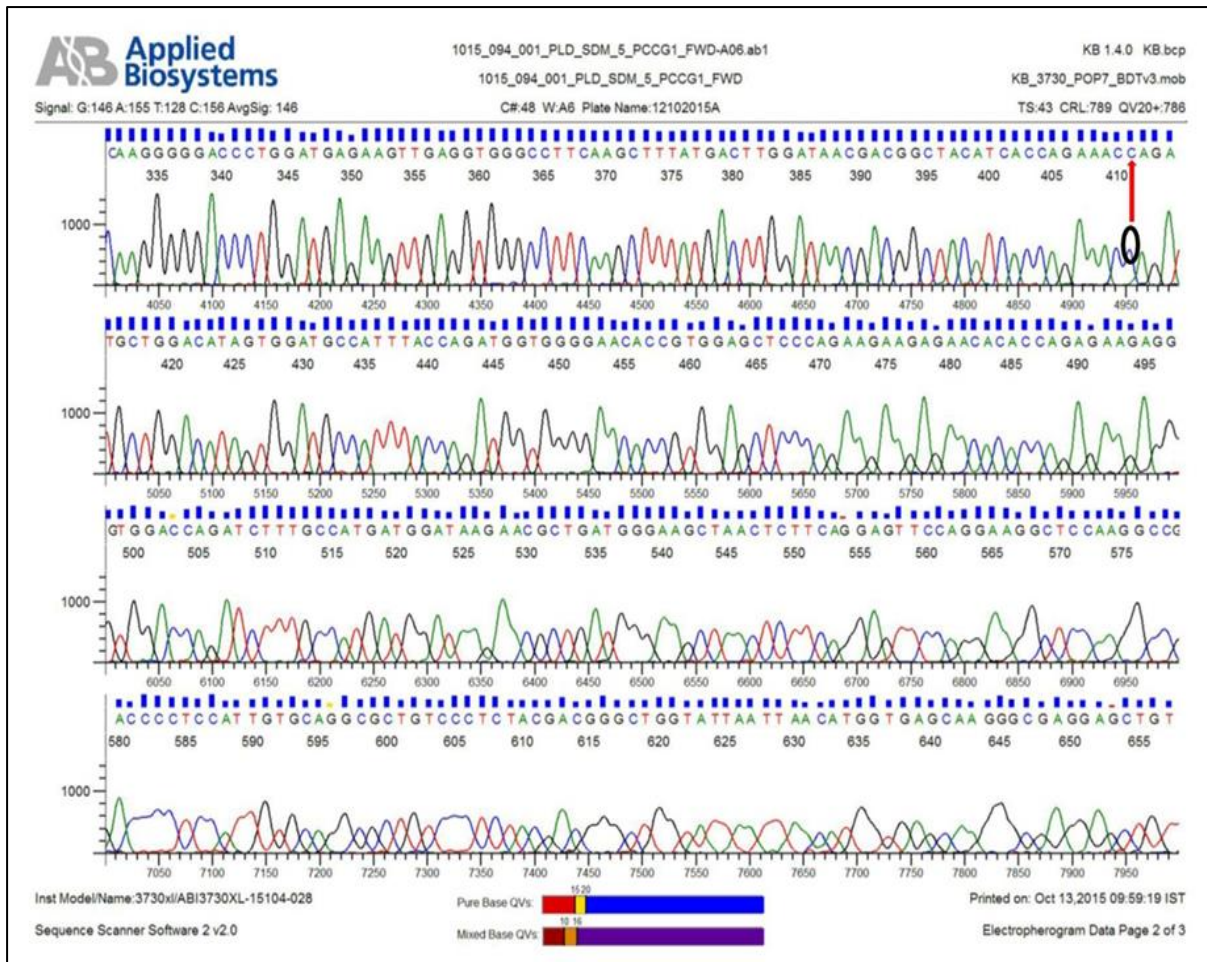 AB Applied
Biosystems
1015_094_001_PLD_SDM_5_PCCG1_FWD-A06.ab1
KB 1.4.0 KB.bcp
1015_094_001_PLD_SDM_5_PCCG1_FWD
KB_3730_POP7_BDTv3.mob
Signal: G:146 A:155 T:128 C:156 AvgSig: 146
C#:48 W:A6 Plate Name:12102015A
TS:43 CRL:789 QV20+:786
CAAGGGGGACCCTGGATGAGAAGTTGAGGTGGGCCTTCAAGCTTTATGACTTGGATAACGACGGCTACATCACCAGAAACCAGA
335 340 345 350 355 360 365 370 375 380 385 390 395 400 405 410
1000
4050 4100 4150 4200 4250 4300 4350 4400 4450 4500 4550 4600 4650 4700 4750 4800 4850 4900 4950
TGCTGGACATAGTGGATGCCATTTACCAGATGGTGGGGAACACCGTGGAGCTCCCAGAAGAAGAGAACACACCAGAGAAGAGG
420 425 430 435 440 445 450 455 460 465 470 475 480 485 490 495
1000
5050 5100 5150 5200 5250 5300 5350 5400 5450 5500 5550 5600 5650 5700 5750 5800 5850 5900 5950
GTGGACCAGATCTTTGCCATGATGGATAAGAACGCTGATGGGAAGCTAACTCTTCAGGAGTTCCAGGAAGGCTCCAAGGCCG
500 505 510 515 520 525 530 535 540 545 550 555 560 565 570 575
1000
6050 6100 6150 6200 6250 6300 6350 6400 6450 6500 6550 6600 6650 6700 6750 6800 6850 6900 6950
ACCCCTCCATTGTGCAGGCGCTGTCCCTCTACGACGGGCTGGTATTAATTAACATGGTGAGCAAGGGCGAGGAGCTGT
580 585 590 595 600 605 610 615 620 625 630 635 640 645 650 655
1000
7050 7100 7150 7200 7250 7300 7350 7400 7450 7500 7550 7600 7650 7700 7750 7800 7850 7900 7950
Inst Model/Name:3730xl/ABI3730XL-15104-028
Pure Base QVs:
15 20
Printed on: Oct 13,2015 09:59:19 IST
Sequence Scanner Software 2 v2.0
Mixed Base QVs:
10 16
Electropherogram Data Page 2 of 3